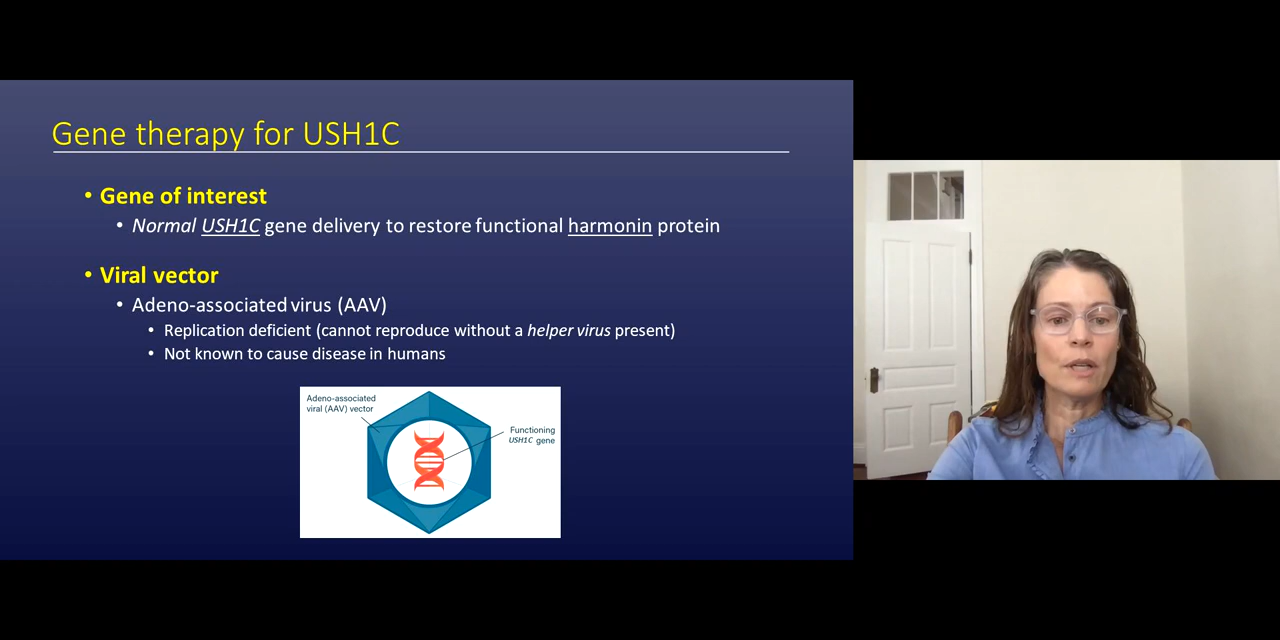 Gene therapy for USH1C
• Gene of interest
• Normal USH1C gene delivery to restore functional harmonin protein
• Viral vector
• Adeno-associated virus (AAV)
• Replication deficient (cannot reproduce without a helper virus present)
• Not known to cause disease in humans
Adeno-associated
viral (AAV) vector
Functioning
USH1C gene